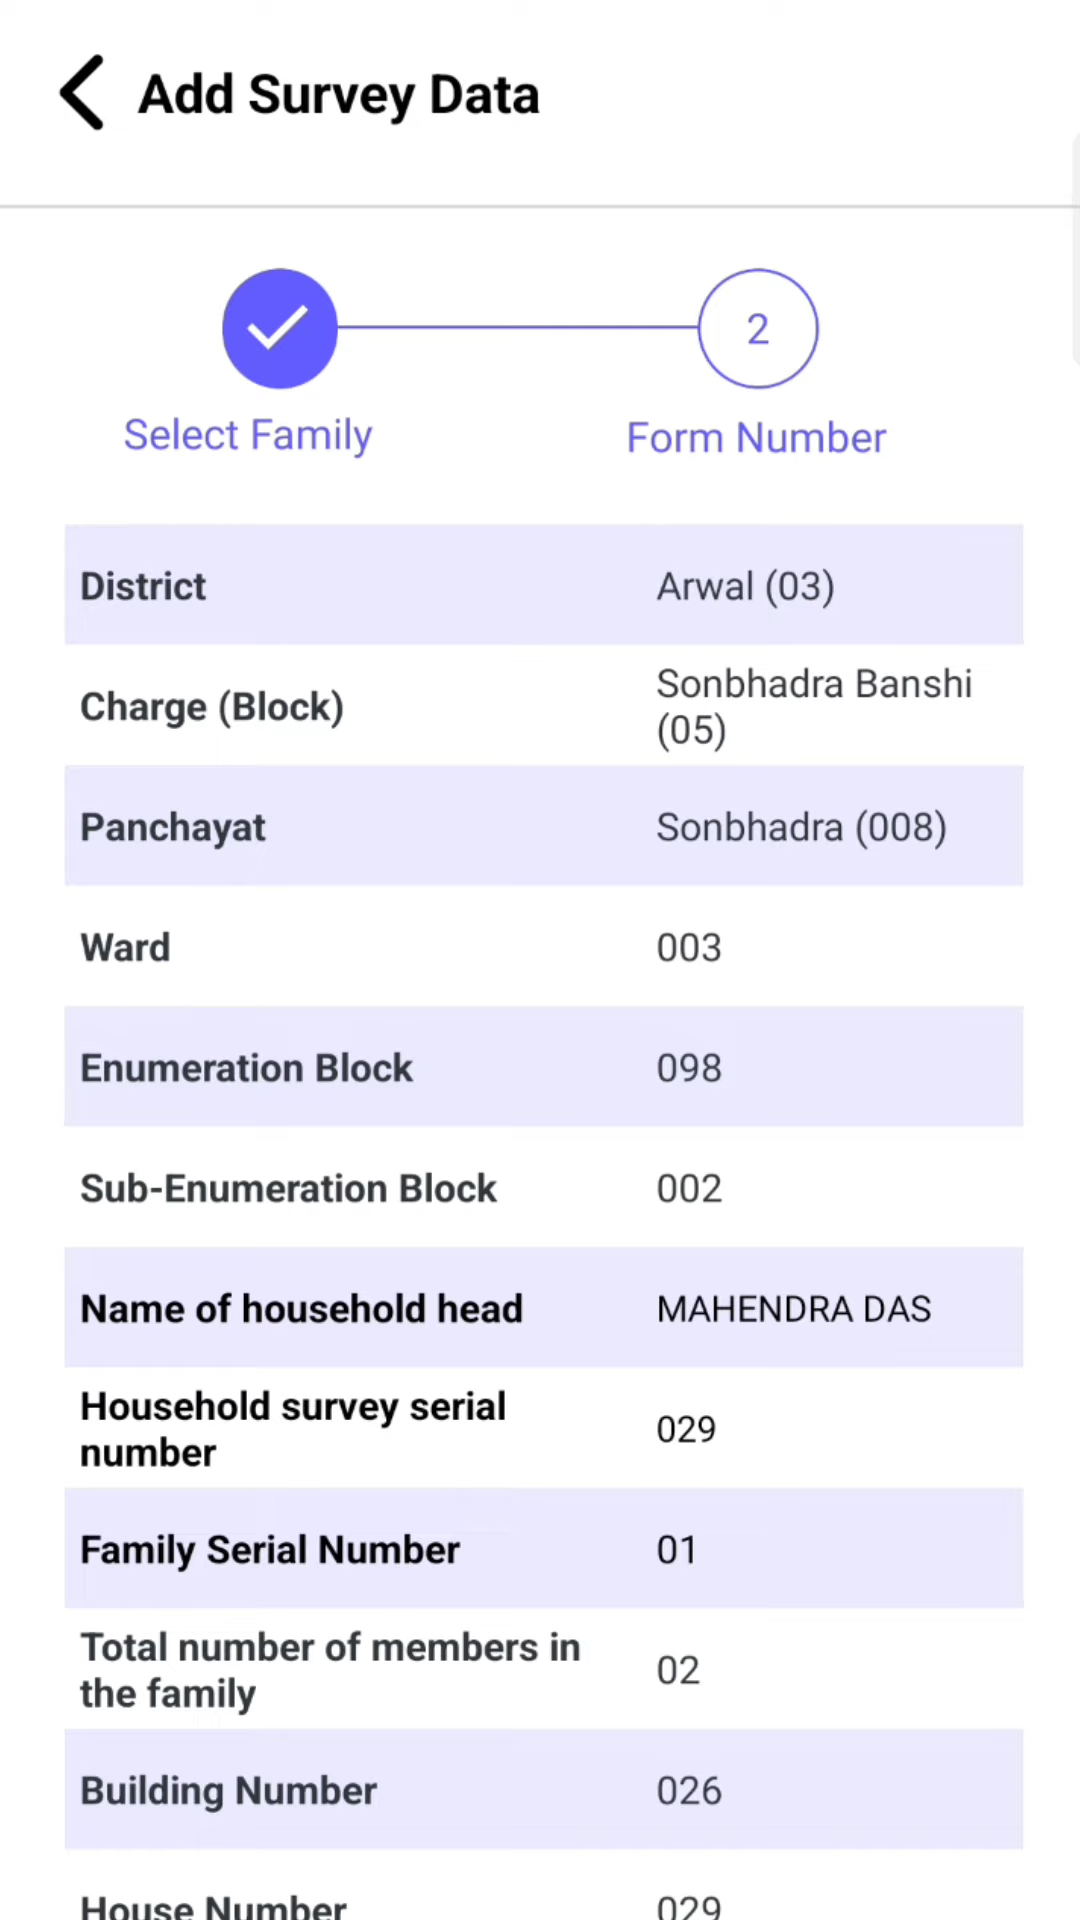 Add Survey Data
2
Select Family
Form Number
District Arwal (03)
Charge (Block) Sonbhadra Banshi
(05)
Panchayat Sonbhadra (008)
Ward 003
Enumeration Block 098
Sub-Enumeration Block 002
Name of household head MAHENDRA DAS
Household survey serial
number 029
Family Serial Number 01
Total number of members in
the family 02
Building Number 026
House Number 029